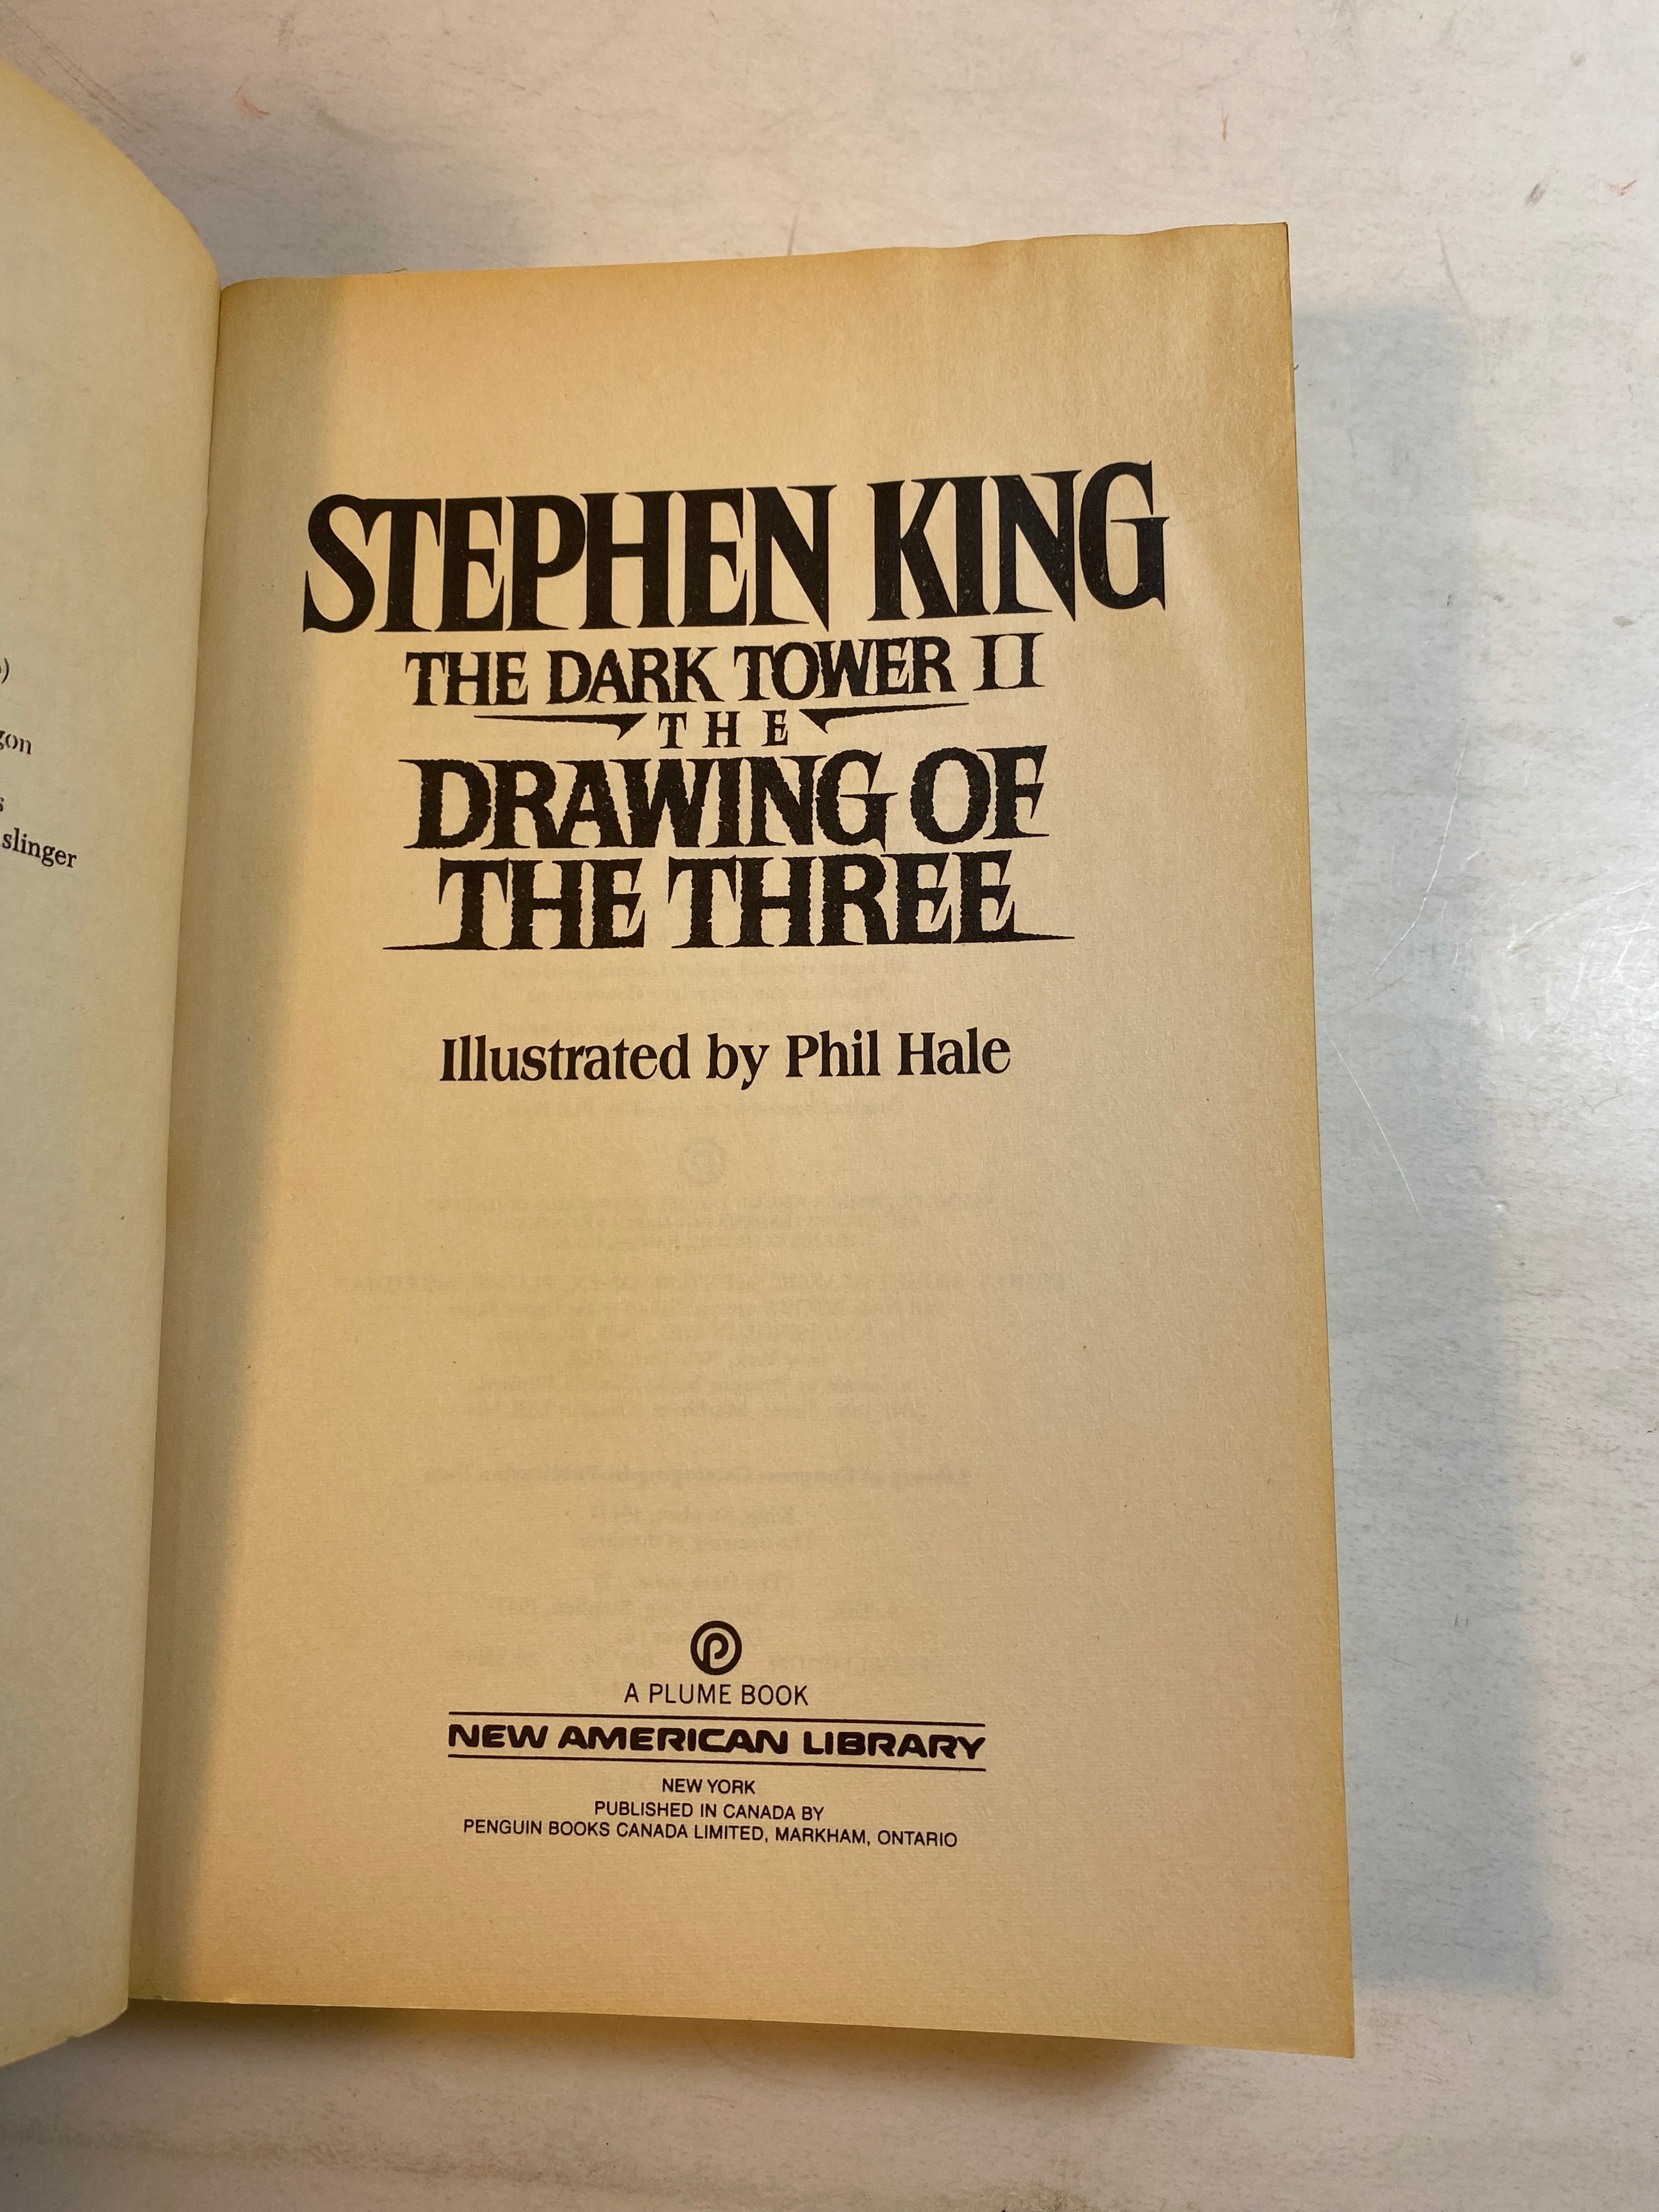 slinger
STEPHEN KING
THE DARK TOWER II
THE
DRAWING OF
THE THREE
Illustrated by Phil Hale
A PLUME BOOK
NEW AMERICAN LIBRARY
NEW YORK
PUBLISHED IN CANADA BY
PENGUIN BOOKS CANADA LIMITED, MARKHAM, ONTARIO